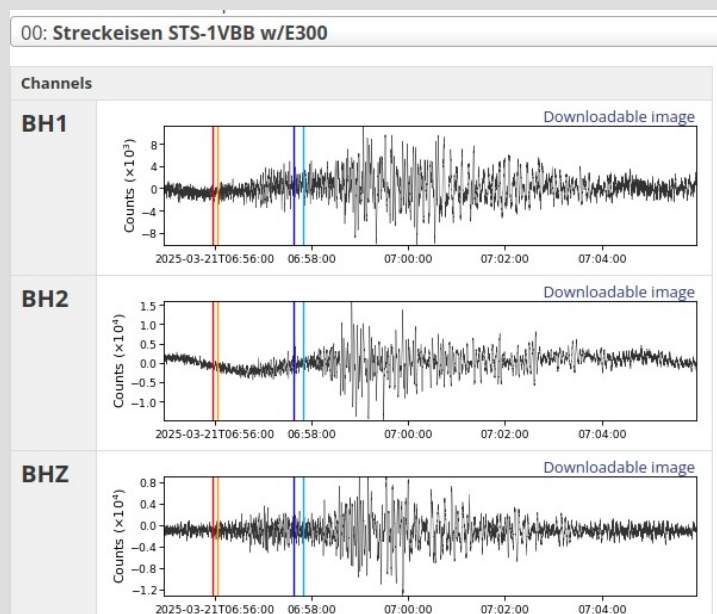 00: Streckeisen STS-1VBB w/E300
Channels
BH1
Downloadable image
Counts (×10³)
8
4
0
−4
−8
2025-03-21T06:56:00 06:58:00 07:00:00 07:02:00 07:04:00
BH2
Downloadable image
Counts (×10⁴)
1.5
1.0
0.5
0.0
−0.5
−1.0
2025-03-21T06:56:00 06:58:00 07:00:00 07:02:00 07:04:00
BHZ
Downloadable image
Counts (×10⁴)
0.8
0.4
0.0
−0.4
−0.8
−1.2
2025-03-21T06:56:00 06:58:00 07:00:00 07:02:00 07:04:00